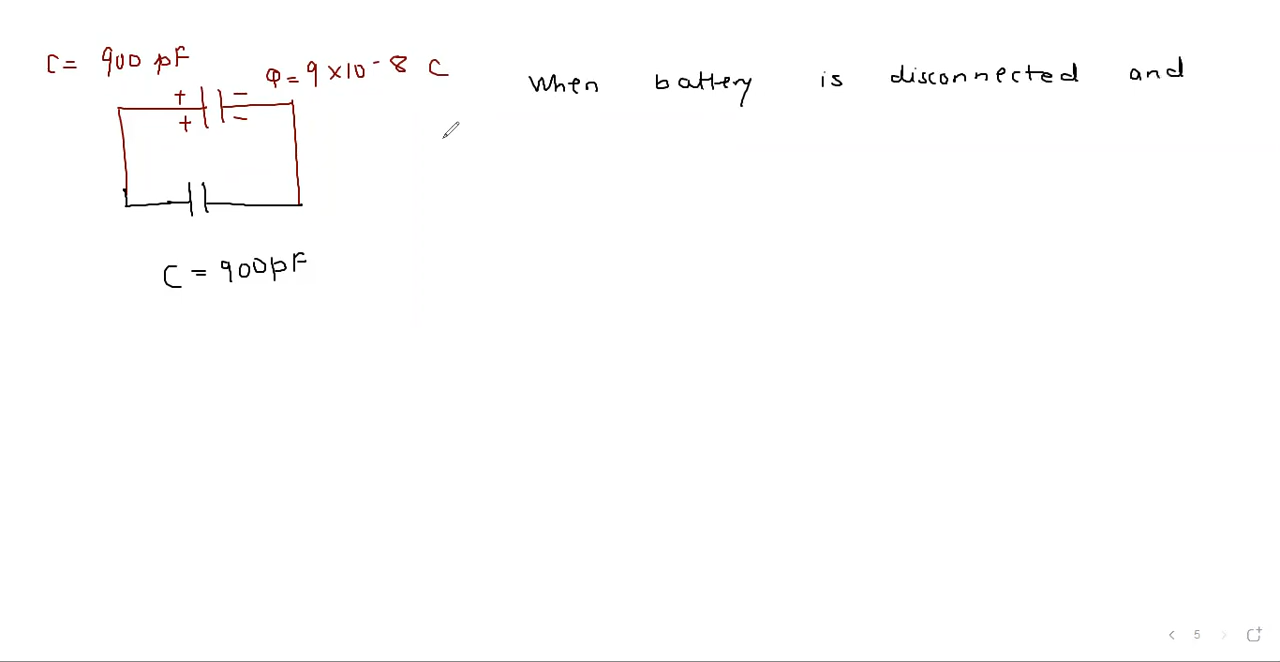 C= 900 pF
Q= 9 ×10⁻⁸ C
+ −
+ −
C = 900pF
When battery is disconnected and
5